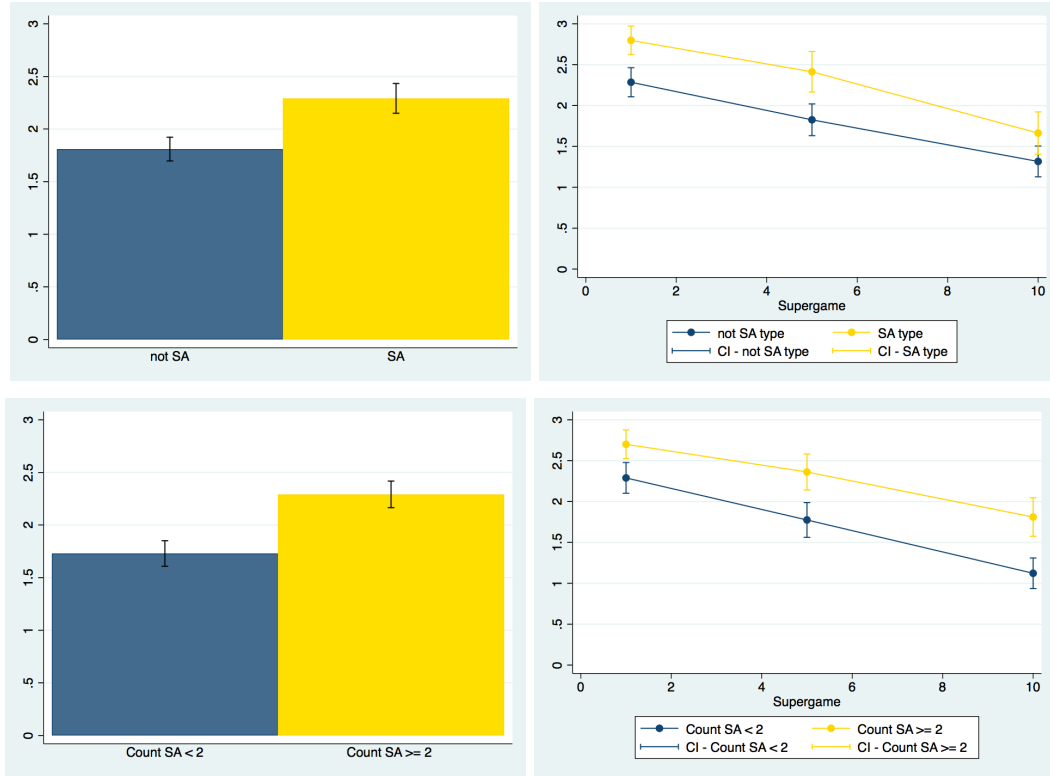 3
2.5
2
1.5
1
.5
0
not SA SA
3
2.5
2
1.5
1
.5
0
0 2 4 6 8 10
Supergame
not SA type SA type
CI - not SA type CI - SA type
3
2.5
2
1.5
1
.5
0
Count SA < 2 Count SA >= 2
3
2.5
2
1.5
1
.5
0
0 2 4 6 8 10
Supergame
Count SA < 2 Count SA >= 2
CI - Count SA < 2 CI - Count SA >= 2